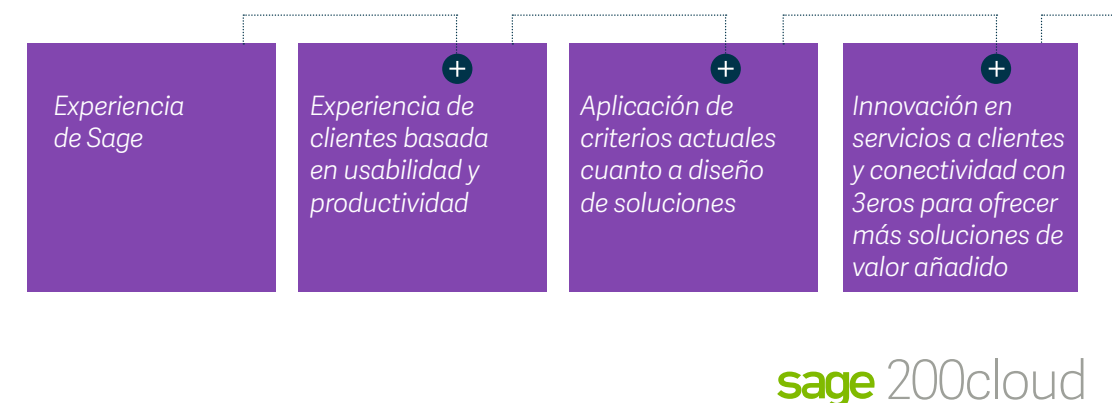 Experiencia
de Sage
+
Experiencia de
clientes basada
en usabilidad y
productividad
+
Aplicación de
criterios actuales
cuanto a diseño
de soluciones
+
Innovación en
servicios a clientes
y conectividad con
3eros para ofrecer
más soluciones de
valor añadido
sage 200cloud